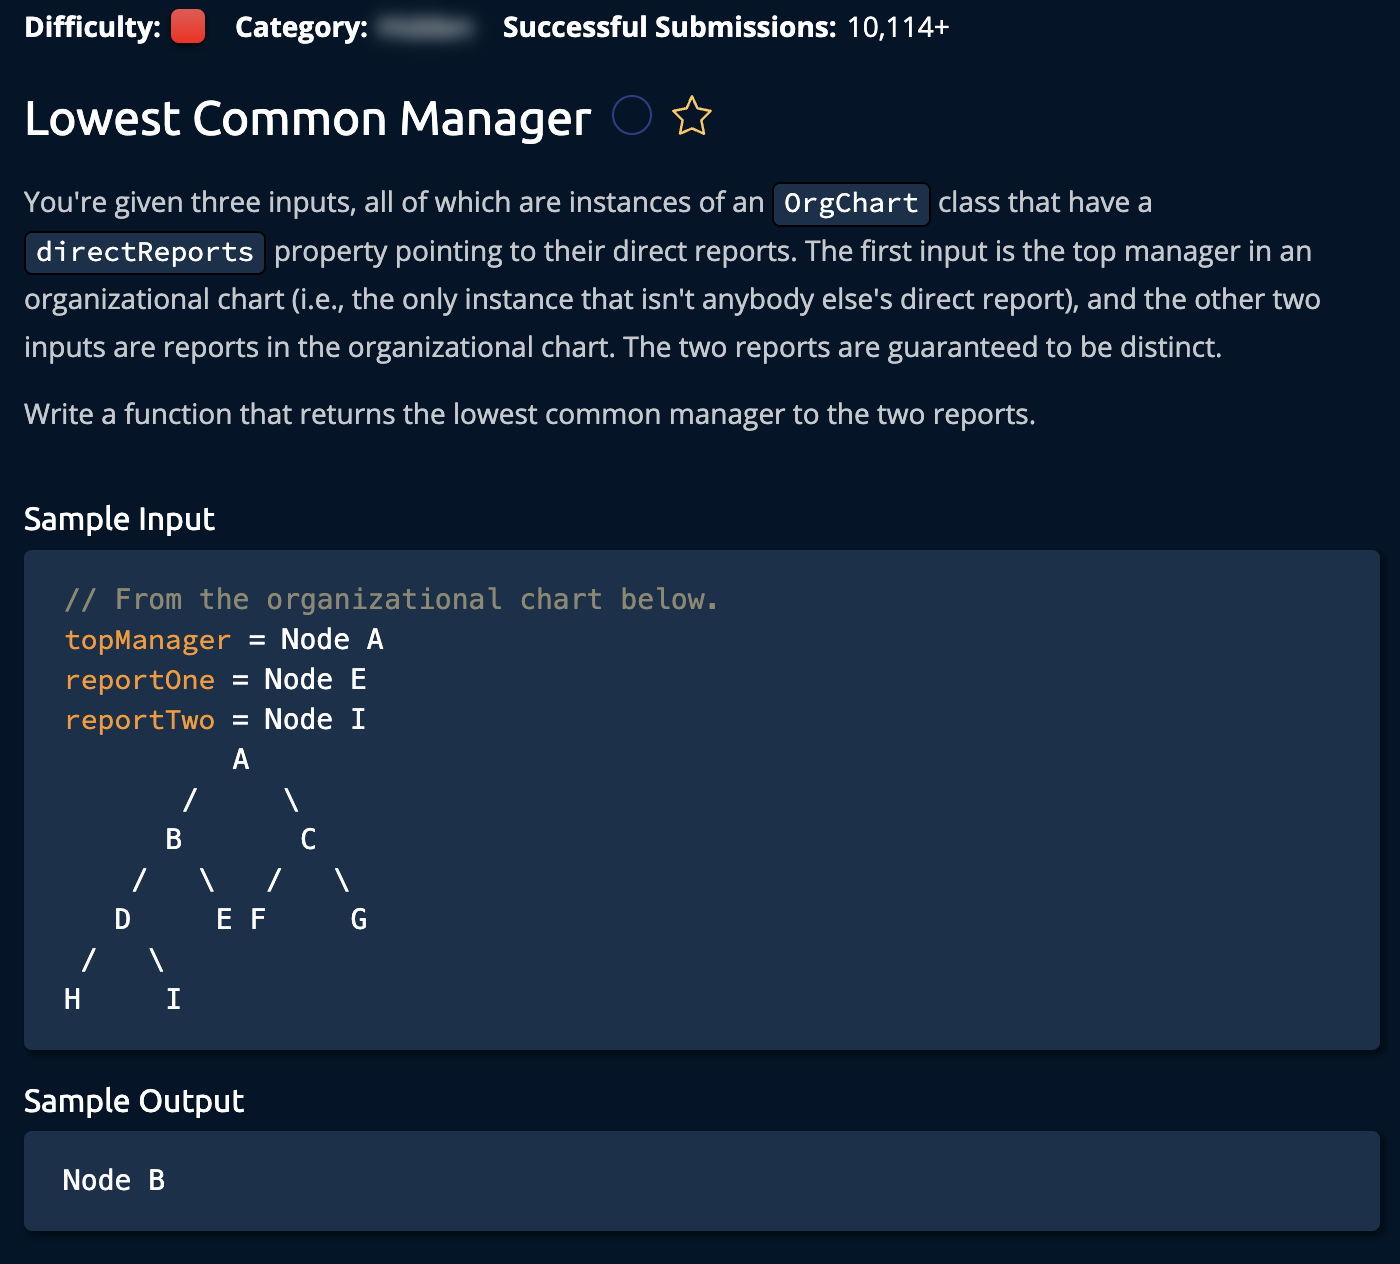 Difficulty: Category: Successful Submissions: 10,114+
Lowest Common Manager
You're given three inputs, all of which are instances of an OrgChart class that have a
directReports property pointing to their direct reports. The first input is the top manager in an
organizational chart (i.e., the only instance that isn't anybody else's direct report), and the other two
inputs are reports in the organizational chart. The two reports are guaranteed to be distinct.
Write a function that returns the lowest common manager to the two reports.
Sample Input
// From the organizational chart below.
topManager = Node A
reportOne = Node E
reportTwo = Node I
A
/ \
B C
/ \ / \
D E F G
/ \
H I
Sample Output
Node B